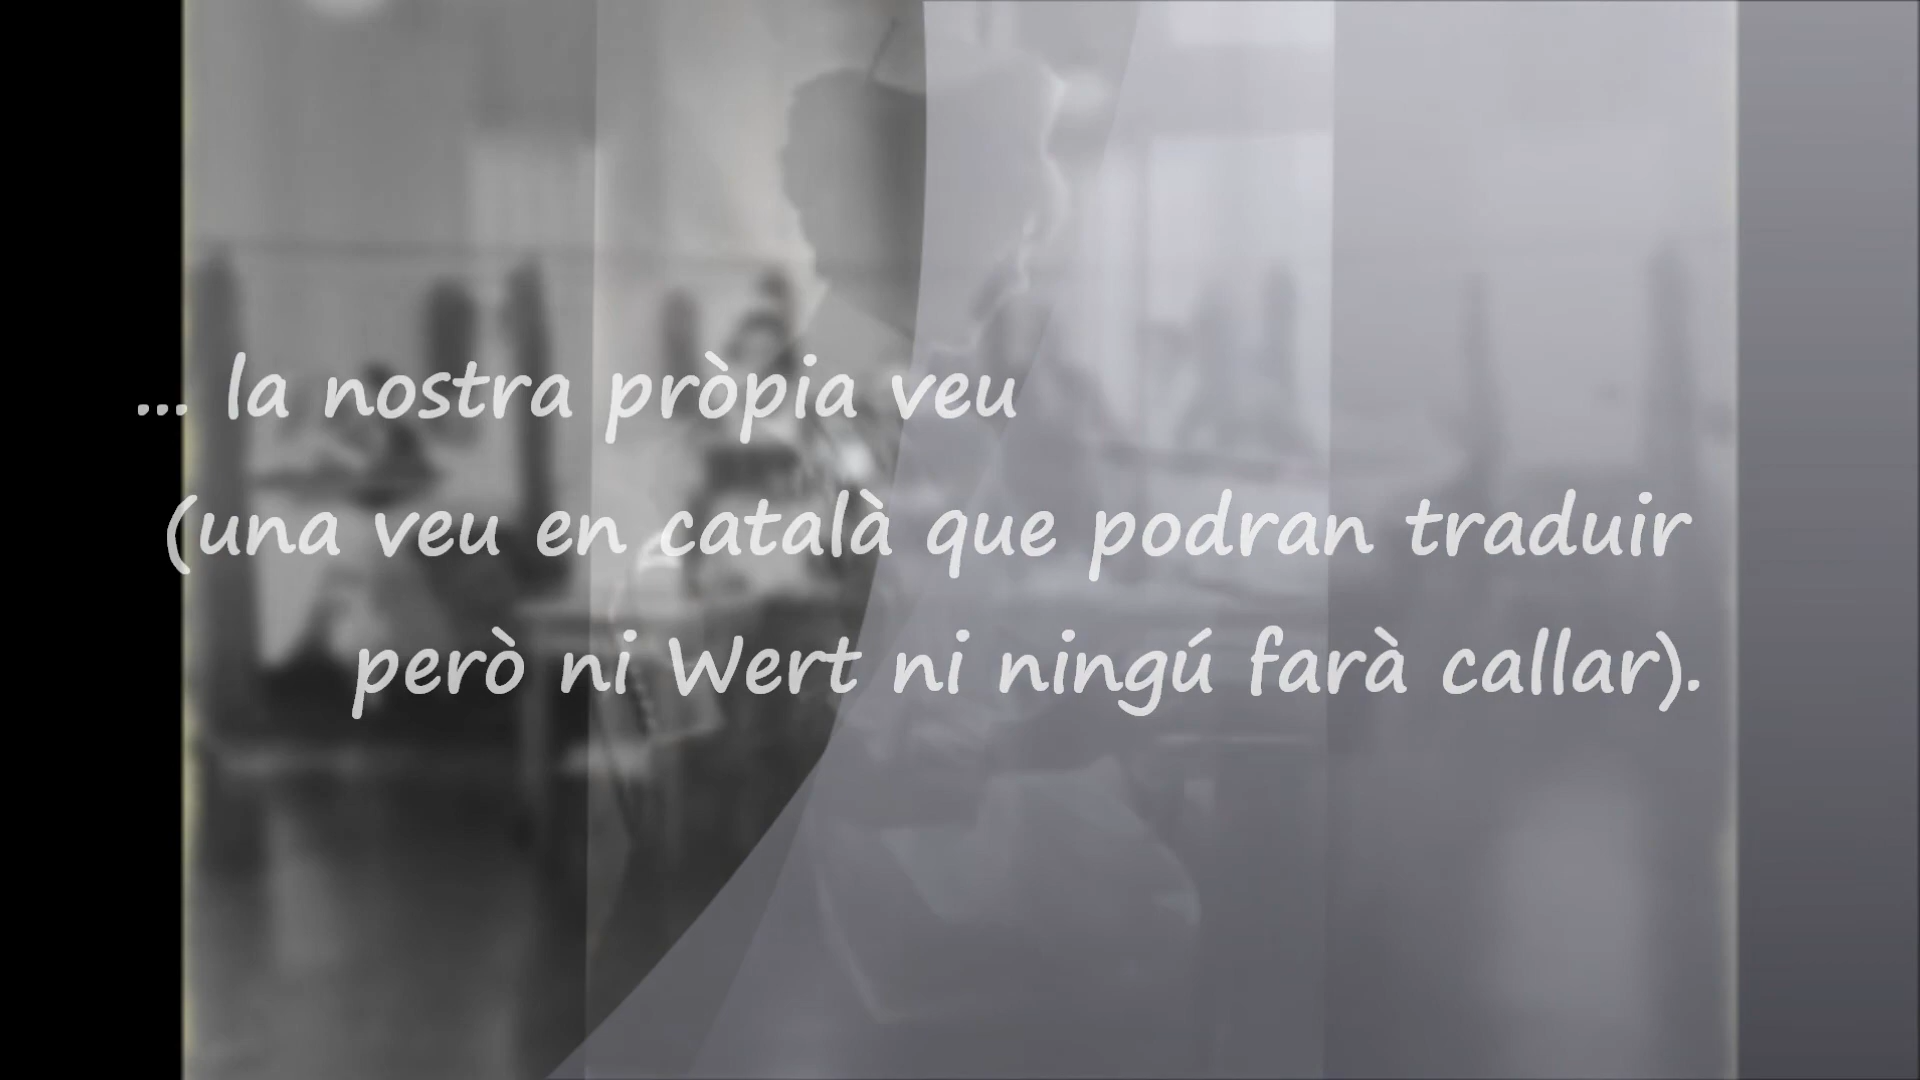 ... la nostra pròpia veu
(una veu en català que podran traduir
però ni Wert ni ningú farà callar).